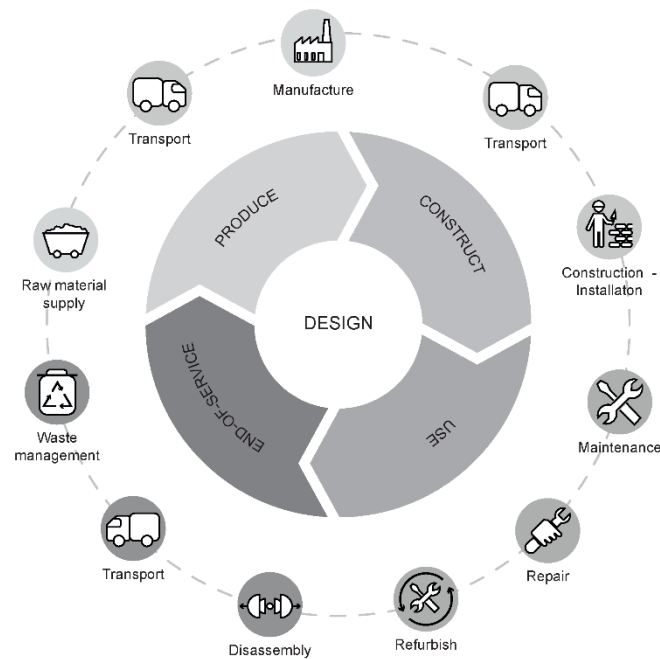 Manufacture
Transport
Transport
PRODUCE
CONSTRUCT
Raw material
supply
Construction -
Installaton
DESIGN
END-OF-SERVICE
USE
Waste
management
Maintenance
Transport
Repair
Disassembly
Refurbish